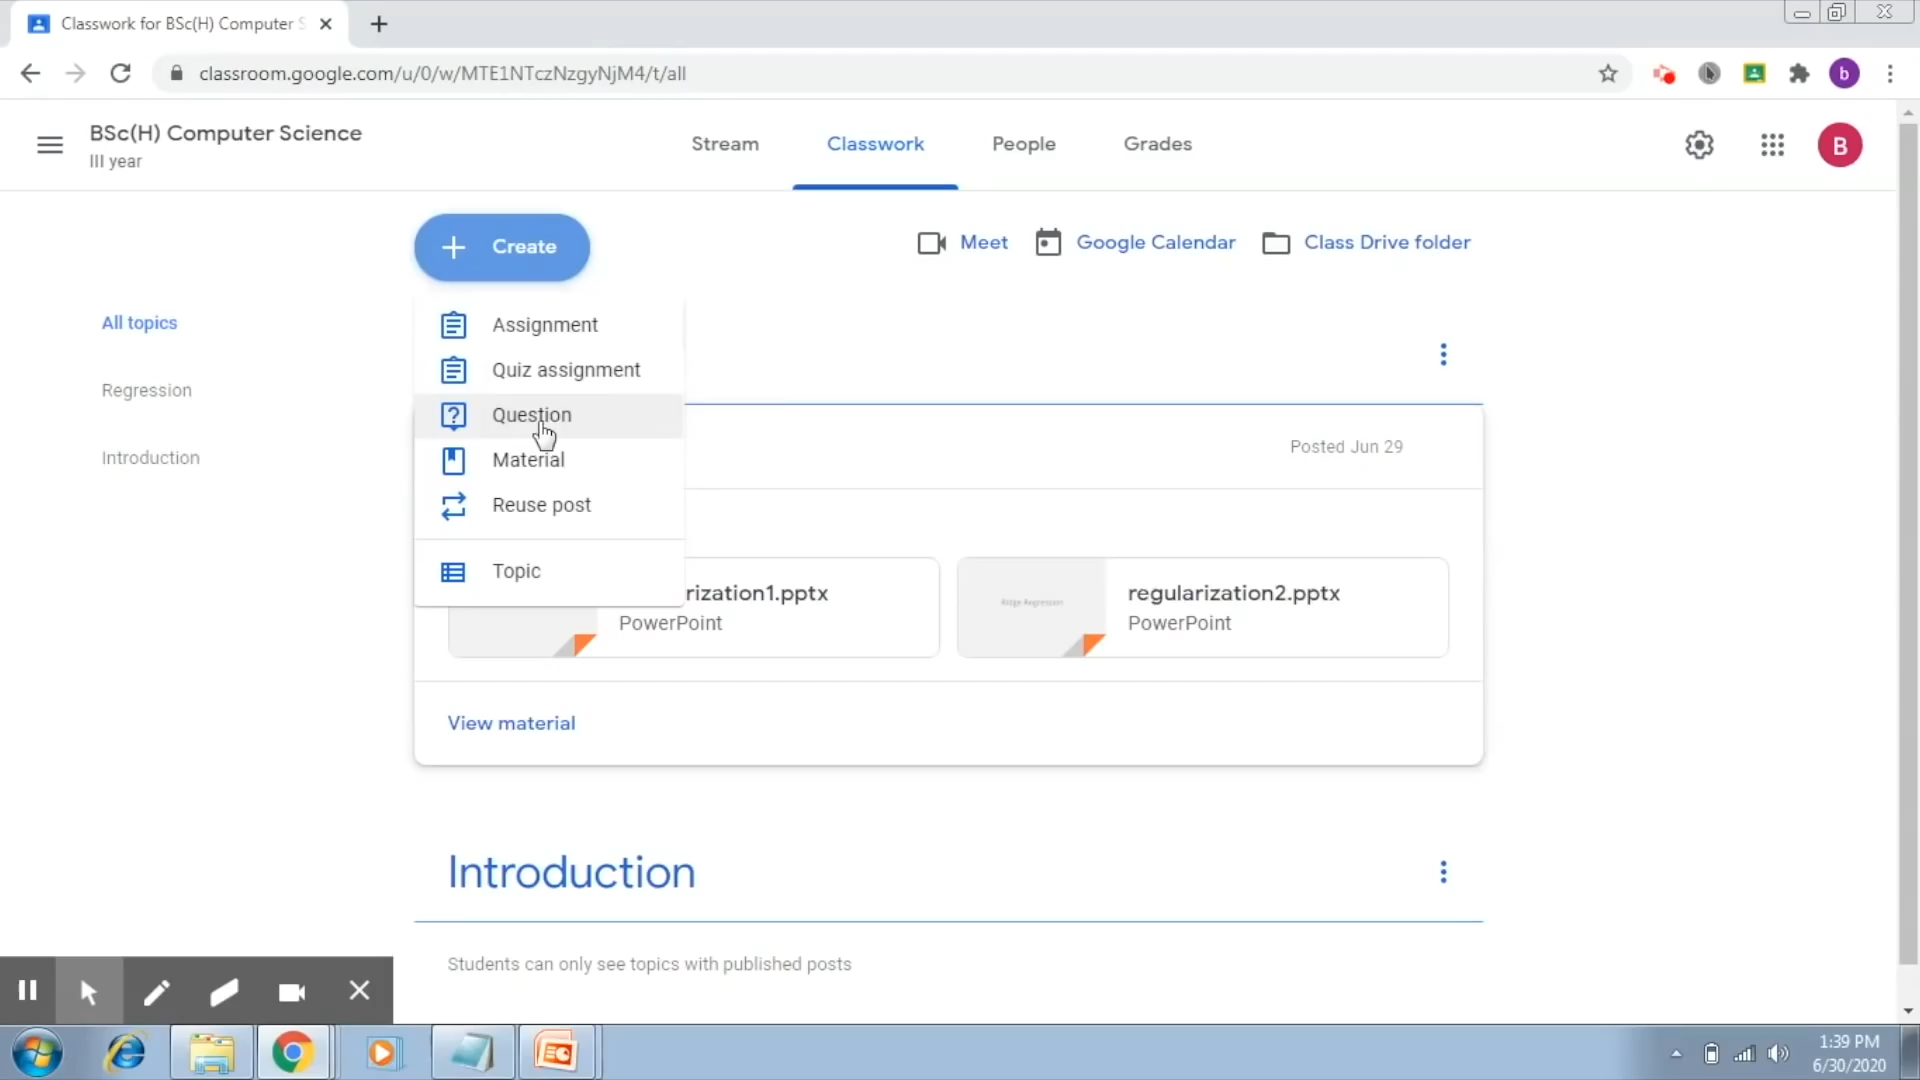 Classwork for BSc(H) Computer S
classroom.google.com/u/0/w/MTE1NTczNzgyNjM4/t/all
b
BSc(H) Computer Science
III year
Stream
Classwork
People
Grades
B
Create
Meet
Google Calendar
Class Drive folder
All topics
Regression
Introduction
Assignment
Quiz assignment
Question
Material
Reuse post
Topic
Posted Jun 29
rization1.pptx
PowerPoint
Ridge Regression
regularization2.pptx
PowerPoint
View material
Introduction
Students can only see topics with published posts
1:39 PM
6/30/2020